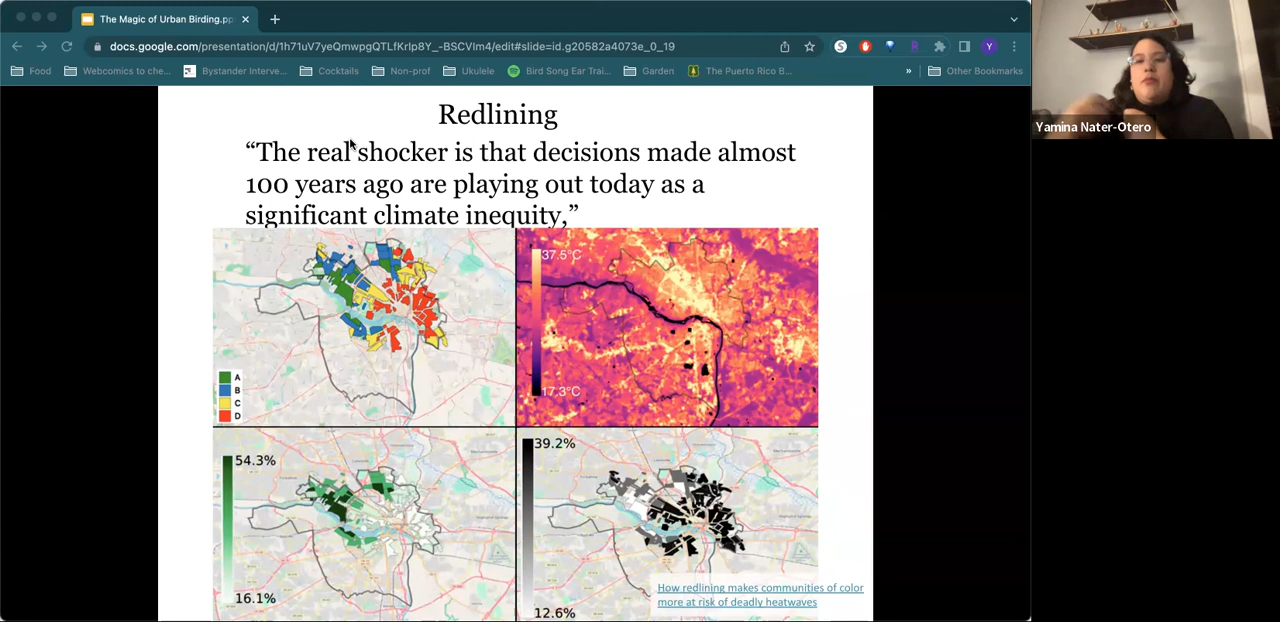 The Magic of Urban Birding.pp
docs.google.com/presentation/d/1h71uV7yeQmwpgQTLfKrIp8Y_-BSCVlm4/edit#slide=id.g20582a4073e_0_19
S
R
Y
Food
Webcomics to che...
Bystander Interve...
Cocktails
Non-prof
Ukulele
Bird Song Ear Trai...
Garden
The Puerto Rico B...
»
Other Bookmarks
Yamina Nater-Otero
Redlining
“The real shocker is that decisions made almost
100 years ago are playing out today as a
significant climate inequity,”
A
B
C
D
37.5°C
17.3°C
54.3%
16.1%
39.2%
12.6%
How redlining makes communities of color
more at risk of deadly heatwaves